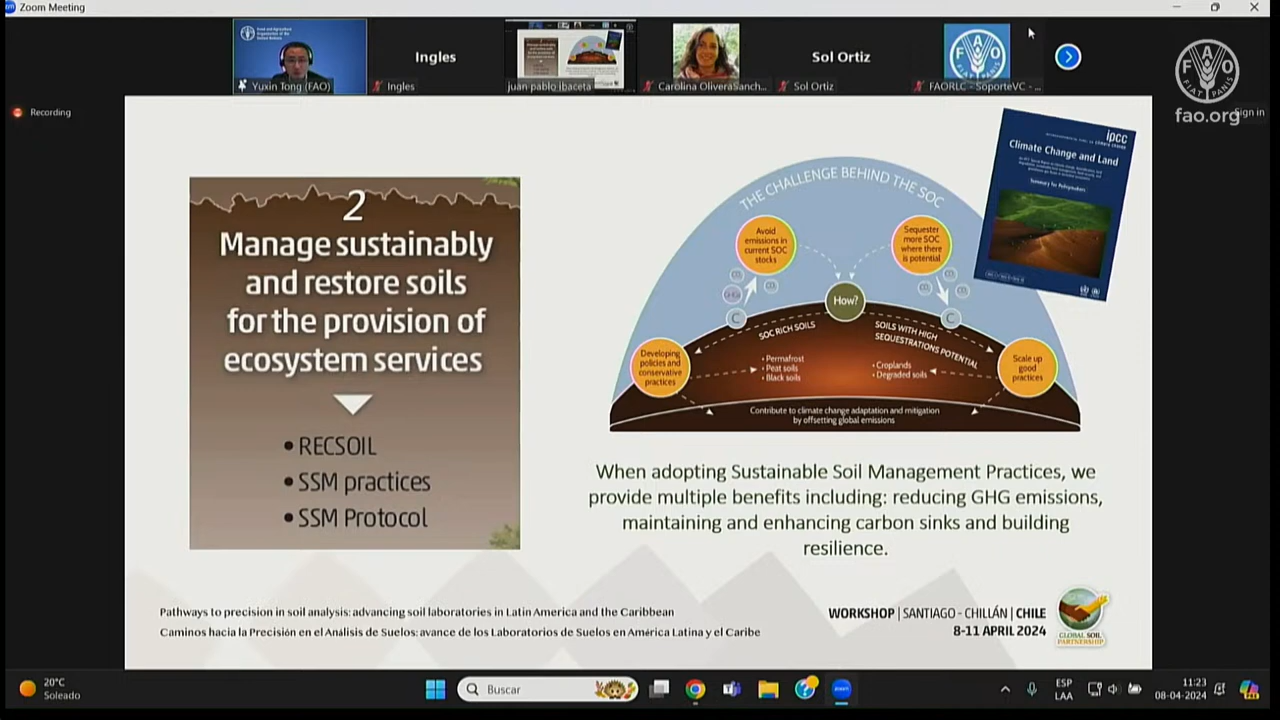 Zoom Meeting
Yuxin Tong (FAO)
Ingles
Ingles
juan pablo ibaceta
Carolina OliveraSanch...
Sol Ortiz
Sol Ortiz
FAORLC - SoporteVC - ...
FAO
FIAT PANIS
fao.org
Sign in
Recording
2
Manage sustainably
and restore soils
for the provision of
ecosystem services
• RECSOIL
• SSM practices
• SSM Protocol
THE CHALLENGE BEHIND THE SOC
Avoid
emissions in
current SOC
stocks
Sequester
more SOC
where there
is potential
How?
C
C
SOC RICH SOILS
SOILS WITH HIGH
SEQUESTRATIONS POTENTIAL
Developing
policies and
conservative
practices
• Permafrost
• Peat soils
• Black soils
• Croplands
• Degraded soils
Scale up
good
practices
Contribute to climate change adaptation and mitigation
by offsetting global emissions
ipcc
Climate Change and Land
Summary for Policymakers
When adopting Sustainable Soil Management Practices, we
provide multiple benefits including: reducing GHG emissions,
maintaining and enhancing carbon sinks and building
resilience.
Pathways to precision in soil analysis: advancing soil laboratories in Latin America and the Caribbean
Caminos hacia la Precisión en el Análisis de Suelos: avance de los Laboratorios de Suelos en América Latina y el Caribe
WORKSHOP | SANTIAGO - CHILLÁN | CHILE
8-11 APRIL 2024
GLOBAL SOIL
PARTNERSHIP
20°C
Soleado
Buscar
zoom
ESP
LAA
11:23
08-04-2024